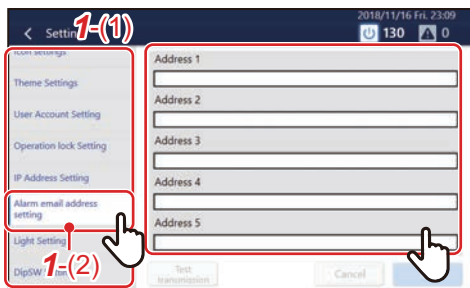 2018/11/16 Fri. 23:09
1-(1)
130
0
Icon Settings
Theme Settings
User Account Setting
Operation lock Setting
IP Address Setting
Alarm email address
setting
Light Setting
1-(2)
DipSW
Address 1
Address 2
Address 3
Address 4
Address 5
Test
transmission
Cancel